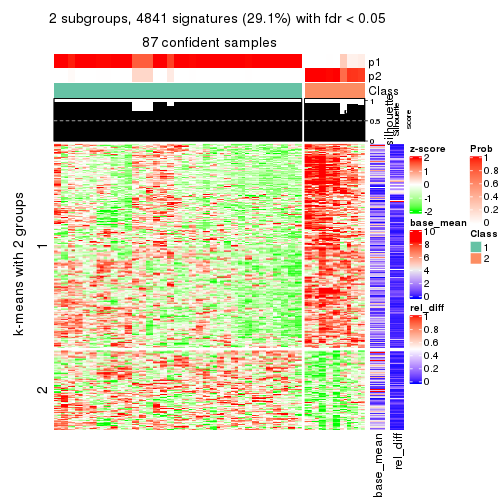 2 subgroups, 4841 signatures (29.1%) with fdr < 0.05
87 confident samples
p1
p2
Class
silhouette
Silhouette
score
1
0.5
0
k-means with 2 groups
1
2
base_mean
rel_diff
z-score
2
1
0
-1
-2
base_mean
10
8
6
4
2
0
rel_diff
1
0.8
0.6
0.4
0.2
0
Prob
1
0.8
0.6
0.4
0.2
0
Class
1
2